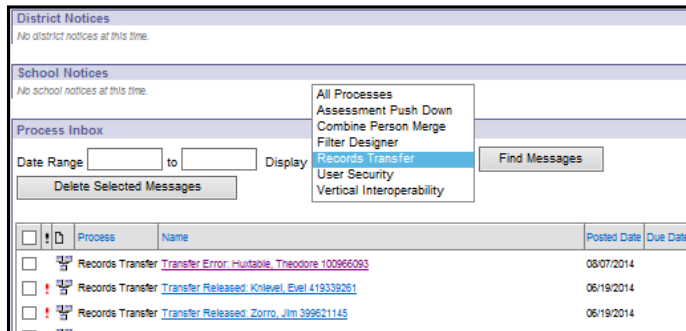 District Notices
No district notices at this time.
School Notices
No school notices at this time.
All Processes
Assessment Push Down
Combine Person Merge
Filter Designer
Records Transfer
User Security
Vertical Interoperability
Process Inbox
Date Range to Display Find Messages
Delete Selected Messages
! Process Name Posted Date Due Date
Records Transfer Transfer Error: Huxtable, Theodore 100966093 08/07/2014
! Records Transfer Transfer Released: Knievel, Evel 419339261 06/19/2014
! Records Transfer Transfer Released: Zorro, Jim 399621145 06/19/2014